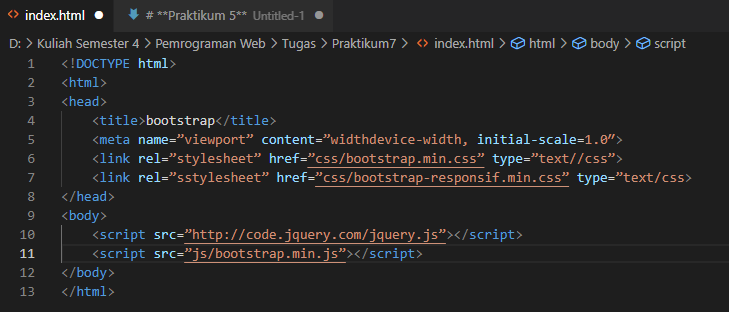 index.html ● # **Praktikum 5** Untitled-1 ●
D: > Kuliah Semester 4 > Pemrograman Web > Tugas > Praktikum7 > <> index.html > html > body > script
1 <!DOCTYPE html>
2 <html>
3 <head>
4 <title>bootstrap</title>
5 <meta name=”viewport” content=”widthdevice-width, initial-scale=1.0”>
6 <link rel=”stylesheet” href=”css/bootstrap.min.css” type=”text//css”>
7 <link rel=”sstylesheet” href=”css/bootstrap-responsif.min.css” type=”text/css>
8 </head>
9 <body>
10 <script src=”http://code.jquery.com/jquery.js”></script>
11 <script src=”js/bootstrap.min.js”></script>
12 </body>
13 </html>